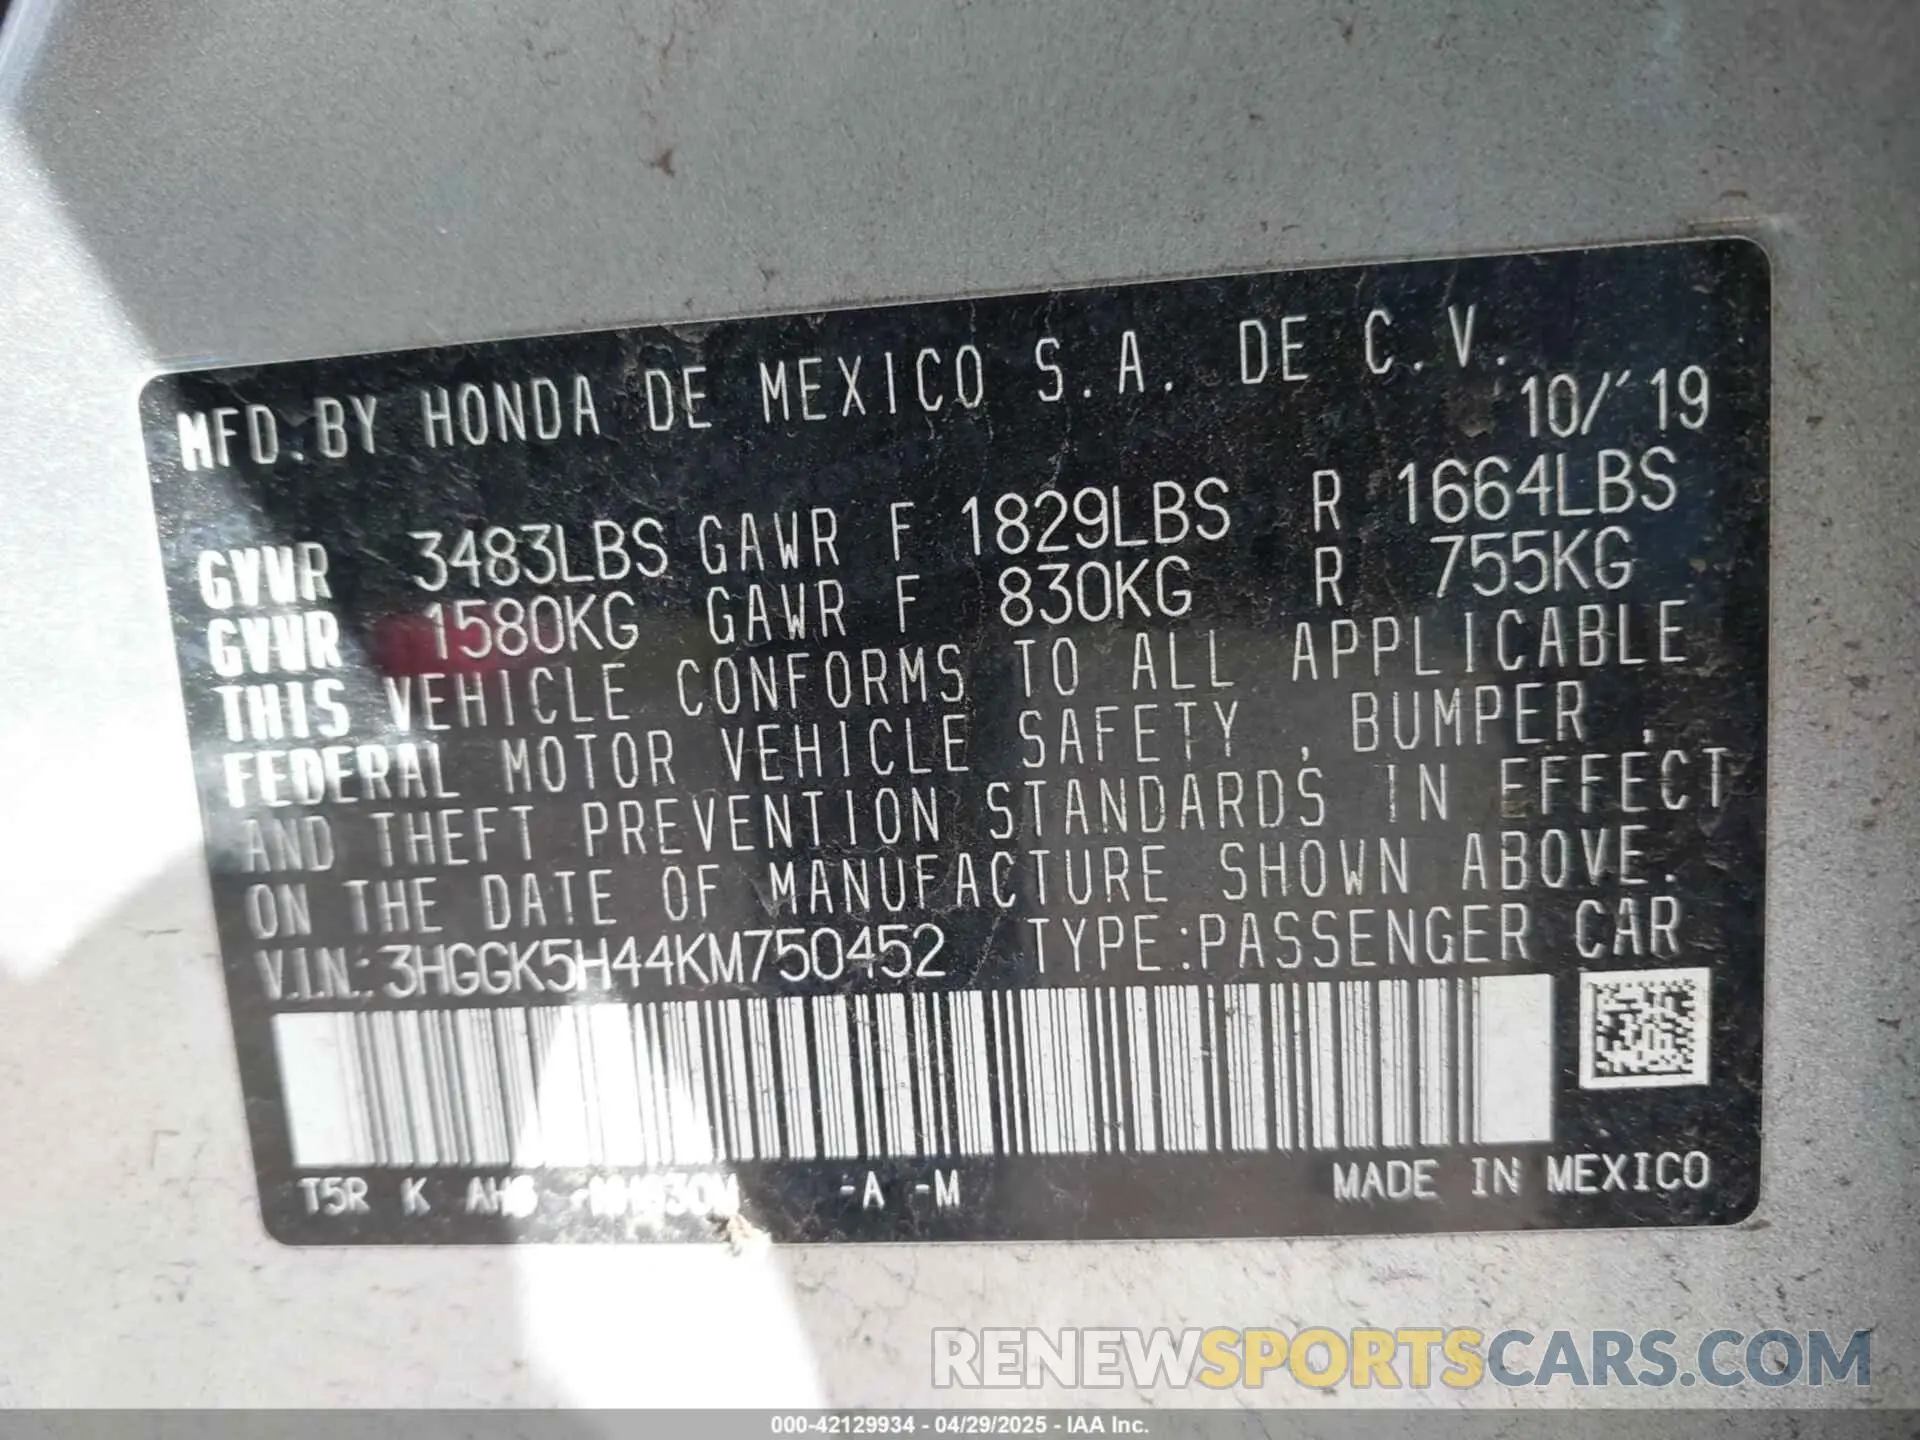 MFD. BY HONDA DE MEXICO S.A. DE C.V.
10/'19
GVWR 3483LBS GAWR F 1829LBS R 1664LBS
GVWR 1580KG GAWR F 830KG R 755KG
THIS VEHICLE CONFORMS TO ALL APPLICABLE
FEDERAL MOTOR VEHICLE SAFETY , BUMPER ,
AND THEFT PREVENTION STANDARDS IN EFFECT
ON THE DATE OF MANUFACTURE SHOWN ABOVE.
V.I.N.: 3HGGK5H44KM750452 TYPE:PASSENGER CAR
T5R K -A -M MADE IN MEXICO
RENEWSPORTSCARS.COM
000-42129934 - 04/29/2025 - IAA Inc.